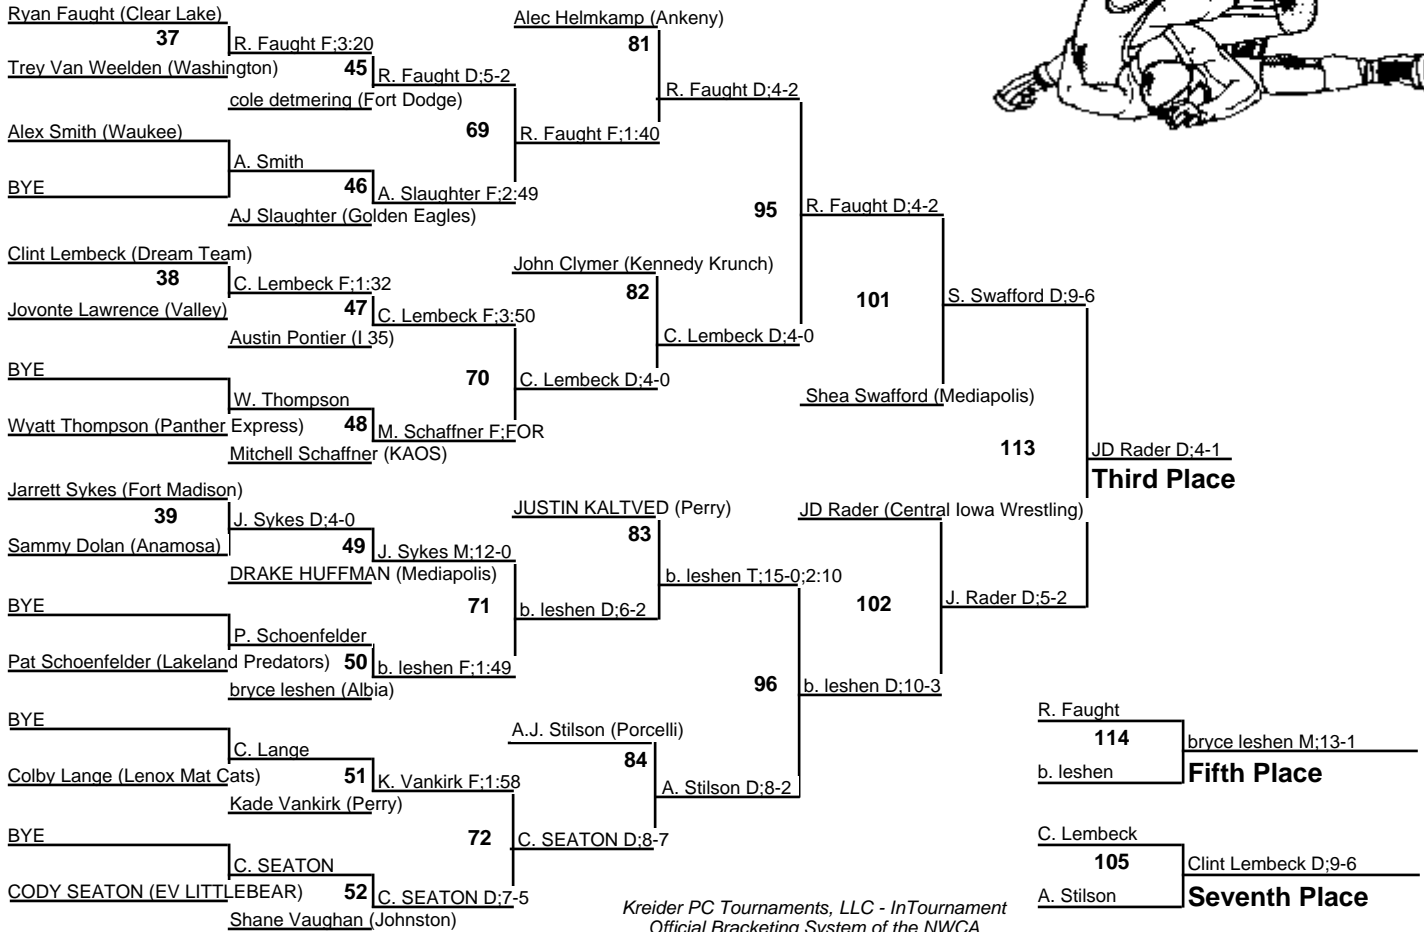 Ryan Faught (Clear Lake)
37
R. Faught F;3:20
Trey Van Weelden (Washington)
45
R. Faught D;5-2
cole detmering (Fort Dodge)
69
R. Faught F;1:40
Alex Smith (Waukee)
A. Smith
BYE
46
A. Slaughter F;2:49
AJ Slaughter (Golden Eagles)
Alec Helmkamp (Ankeny)
81
R. Faught D;4-2
95
R. Faught D;4-2
Clint Lembeck (Dream Team)
38
C. Lembeck F;1:32
Jovonte Lawrence (Valley)
47
C. Lembeck F;3:50
Austin Pontier (I 35)
70
C. Lembeck D;4-0
BYE
W. Thompson
Wyatt Thompson (Panther Express)
48
M. Schaffner F;FOR
Mitchell Schaffner (KAOS)
John Clymer (Kennedy Krunch)
82
C. Lembeck D;4-0
101
S. Swafford D;9-6
Shea Swafford (Mediapolis)
113
JD Rader D;4-1
Third Place
Jarrett Sykes (Fort Madison)
39
J. Sykes D;4-0
Sammy Dolan (Anamosa)
49
J. Sykes M;12-0
DRAKE HUFFMAN (Mediapolis)
71
b. leshen D;6-2
BYE
P. Schoenfelder
Pat Schoenfelder (Lakeland Predators)
50
b. leshen F;1:49
bryce leshen (Albia)
JUSTIN KALTVED (Perry)
83
b. leshen T;15-0;2:10
JD Rader (Central Iowa Wrestling)
102
J. Rader D;5-2
96
b. leshen D;10-3
BYE
C. Lange
Colby Lange (Lenox Mat Cats)
51
K. Vankirk F;1:58
Kade Vankirk (Perry)
72
C. SEATON D;8-7
BYE
C. SEATON
CODY SEATON (EV LITTLEBEAR)
52
C. SEATON D;7-5
Shane Vaughan (Johnston)
A.J. Stilson (Porcelli)
84
A. Stilson D;8-2
R. Faught
114
bryce leshen M;13-1
b. leshen
Fifth Place
C. Lembeck
105
Clint Lembeck D;9-6
A. Stilson
Seventh Place
Kreider PC Tournaments, LLC - InTournament
Official Bracketing System of the NWCA